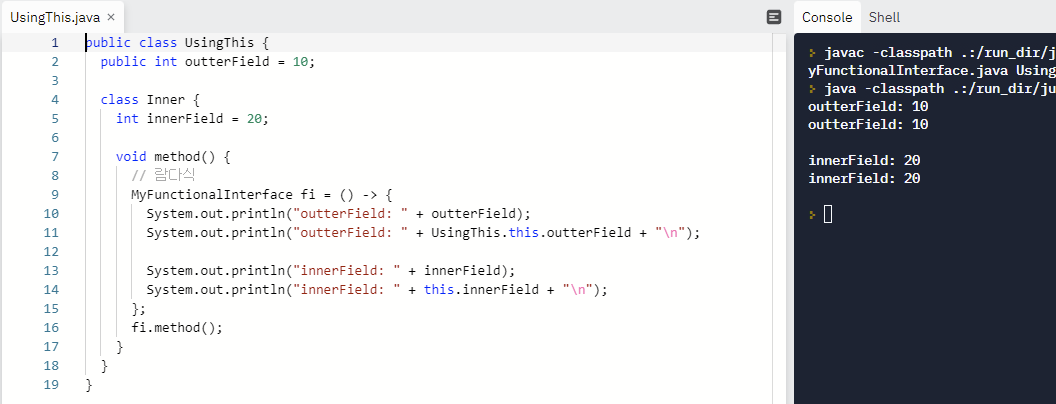 UsingThis.java ×
1 public class UsingThis {
2 public int outterField = 10;
3
4 class Inner {
5 int innerField = 20;
6
7 void method() {
8 // 람다식
9 MyFunctionalInterface fi = () -> {
10 System.out.println("outterField: " + outterField);
11 System.out.println("outterField: " + UsingThis.this.outterField + "\n");
12
13 System.out.println("innerField: " + innerField);
14 System.out.println("innerField: " + this.innerField + "\n");
15 };
16 fi.method();
17 }
18 }
19 }
Console Shell
> javac -classpath .:/run_dir/j
yFunctionalInterface.java Using
> java -classpath .:/run_dir/ju
outterField: 10
outterField: 10
innerField: 20
innerField: 20
>